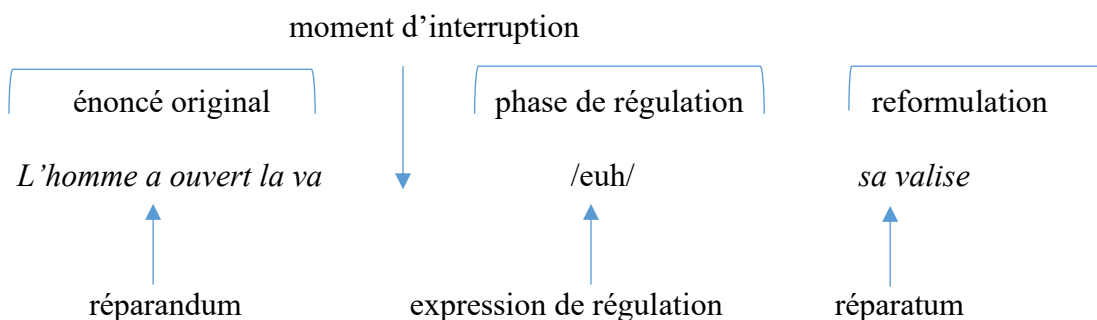 moment d’interruption
énoncé original phase de régulation reformulation
L’homme a ouvert la va /euh/ sa valise
réparandum expression de régulation réparatum